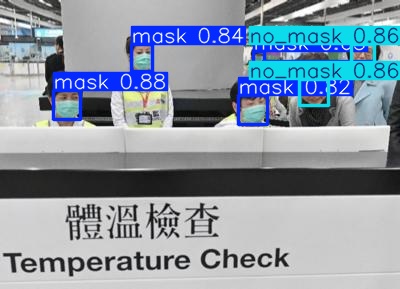 mask 0.84
no_mask 0.86
no_mask 0.86
mask 0.88
mask 0.82
體溫檢查
Temperature Check